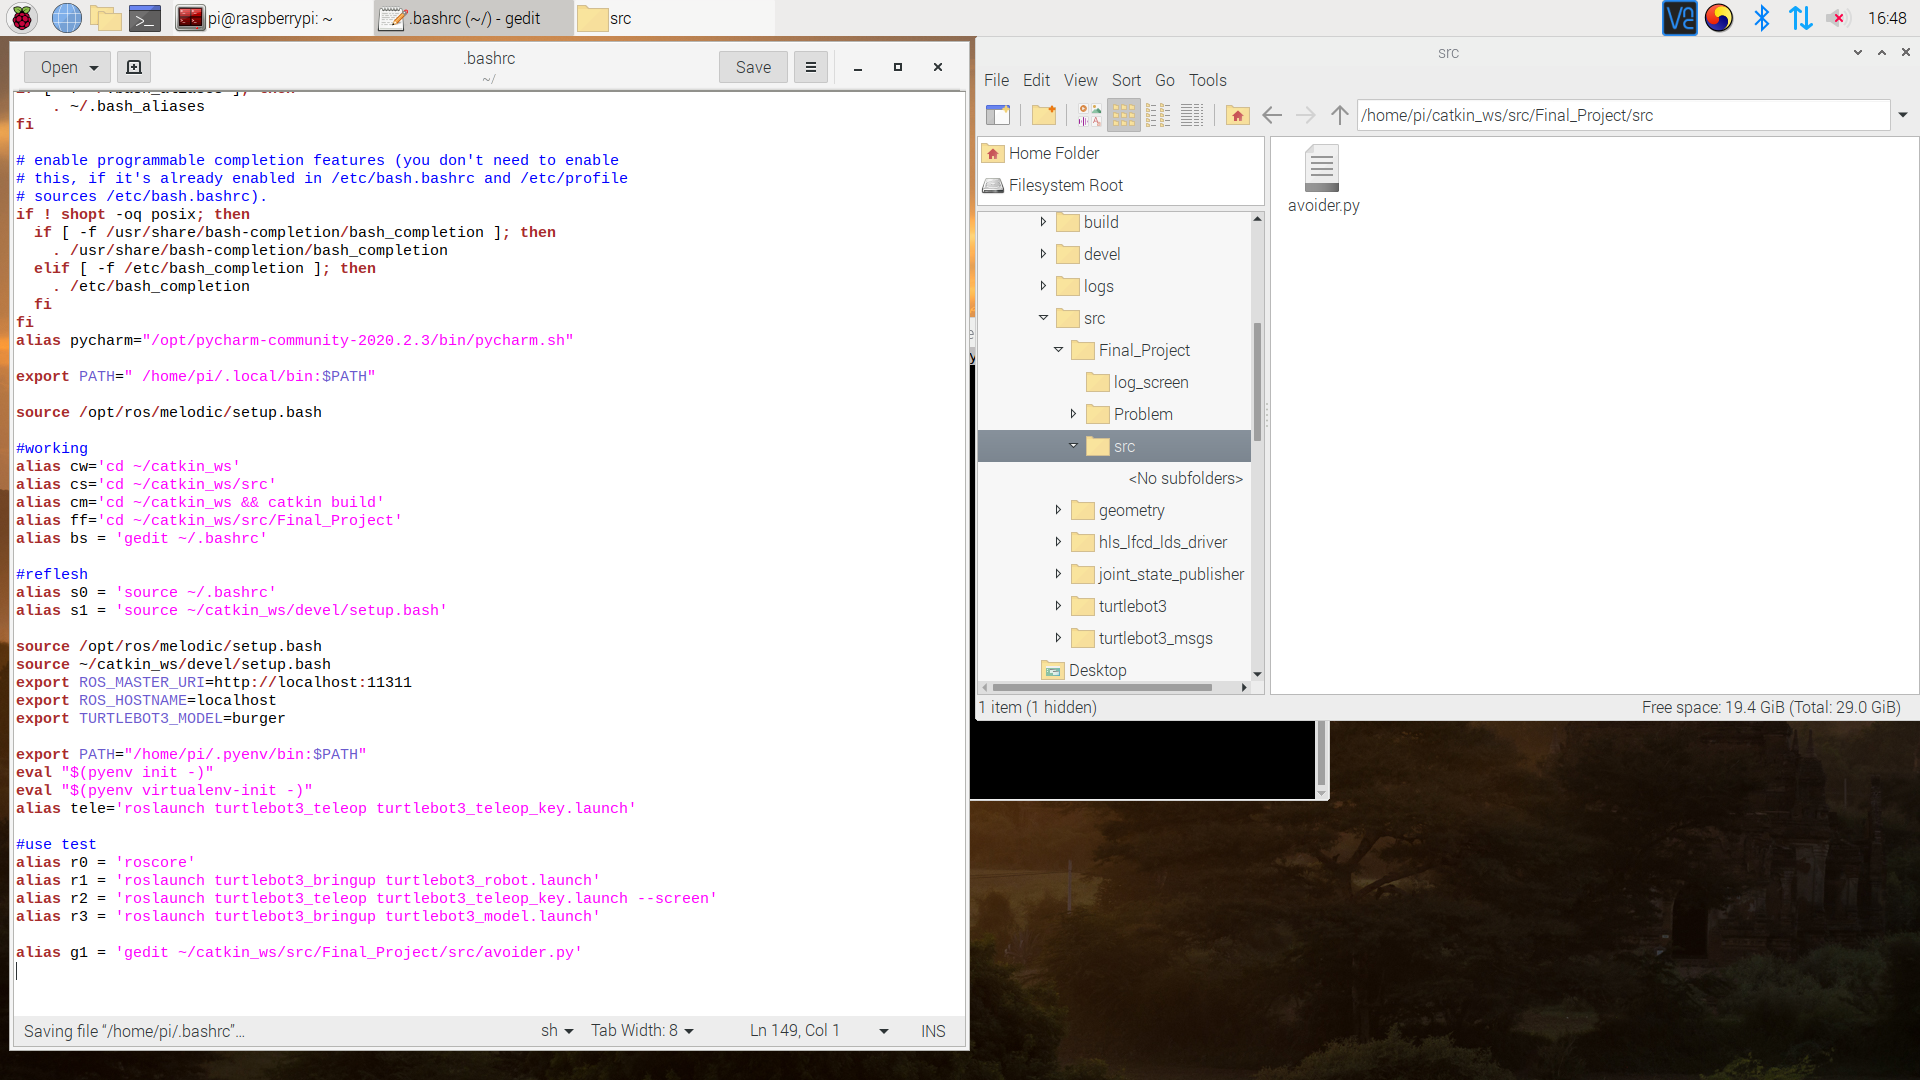 pi@raspberrypi: ~
.bashrc (~/) - gedit
src
16:48
Open
.bashrc
~/
Save
. ~/.bash_aliases
fi
# enable programmable completion features (you don't need to enable
# this, if it's already enabled in /etc/bash.bashrc and /etc/profile
# sources /etc/bash.bashrc).
if ! shopt -oq posix; then
if [ -f /usr/share/bash-completion/bash_completion ]; then
. /usr/share/bash-completion/bash_completion
elif [ -f /etc/bash_completion ]; then
. /etc/bash_completion
fi
fi
alias pycharm="/opt/pycharm-community-2020.2.3/bin/pycharm.sh"
export PATH=" /home/pi/.local/bin:$PATH"
source /opt/ros/melodic/setup.bash
#working
alias cw='cd ~/catkin_ws'
alias cs='cd ~/catkin_ws/src'
alias cm='cd ~/catkin_ws && catkin build'
alias ff='cd ~/catkin_ws/src/Final_Project'
alias bs = 'gedit ~/.bashrc'
#reflesh
alias s0 = 'source ~/.bashrc'
alias s1 = 'source ~/catkin_ws/devel/setup.bash'
source /opt/ros/melodic/setup.bash
source ~/catkin_ws/devel/setup.bash
export ROS_MASTER_URI=http://localhost:11311
export ROS_HOSTNAME=localhost
export TURTLEBOT3_MODEL=burger
export PATH="/home/pi/.pyenv/bin:$PATH"
eval "$(pyenv init -)"
eval "$(pyenv virtualenv-init -)"
alias tele='roslaunch turtlebot3_teleop turtlebot3_teleop_key.launch'
#use test
alias r0 = 'roscore'
alias r1 = 'roslaunch turtlebot3_bringup turtlebot3_robot.launch'
alias r2 = 'roslaunch turtlebot3_teleop turtlebot3_teleop_key.launch --screen'
alias r3 = 'roslaunch turtlebot3_bringup turtlebot3_model.launch'
alias g1 = 'gedit ~/catkin_ws/src/Final_Project/src/avoider.py'
Saving file “/home/pi/.bashrc”…
sh
Tab Width: 8
Ln 149, Col 1
INS
src
File Edit View Sort Go Tools
/home/pi/catkin_ws/src/Final_Project/src
Home Folder
Filesystem Root
build
devel
logs
src
Final_Project
log_screen
Problem
src
<No subfolders>
geometry
hls_lfcd_lds_driver
joint_state_publisher
turtlebot3
turtlebot3_msgs
Desktop
avoider.py
1 item (1 hidden)
Free space: 19.4 GiB (Total: 29.0 GiB)